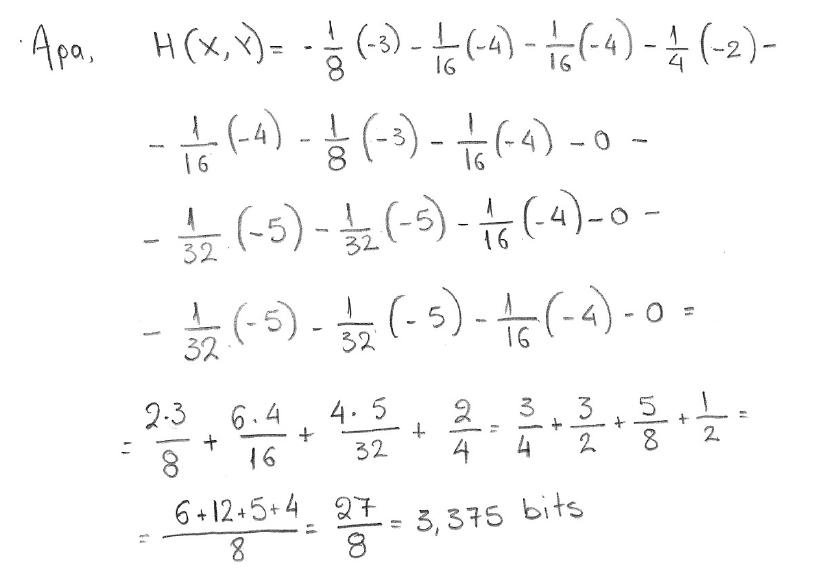 Άρα, H(X,Y) = - 1/8 (-3) - 1/16 (-4) - 1/16 (-4) - 1/4 (-2) -
- 1/16 (-4) - 1/8 (-3) - 1/16 (-4) - 0 -
- 1/32 (-5) - 1/32 (-5) - 1/16 (-4) - 0 -
- 1/32 (-5) - 1/32 (-5) - 1/16 (-4) - 0 =
= 2·3/8 + 6·4/16 + 4·5/32 + 2/4 = 3/4 + 3/2 + 5/8 + 1/2 =
= 6+12+5+4/8 = 27/8 = 3,375 bits